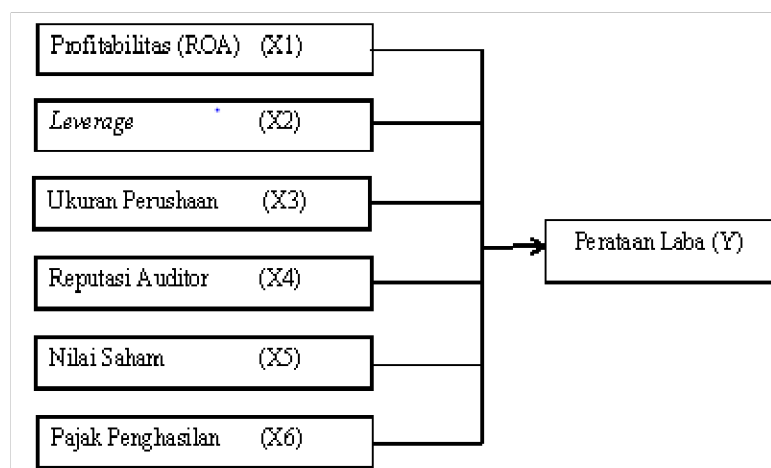 Profitabilitas (ROA) (X1)
Leverage (X2)
Ukuran Perushaan (X3)
Reputasi Auditor (X4)
Nilai Saham (X5)
Pajak Penghasilan (X6)
Perataan Laba (Y)